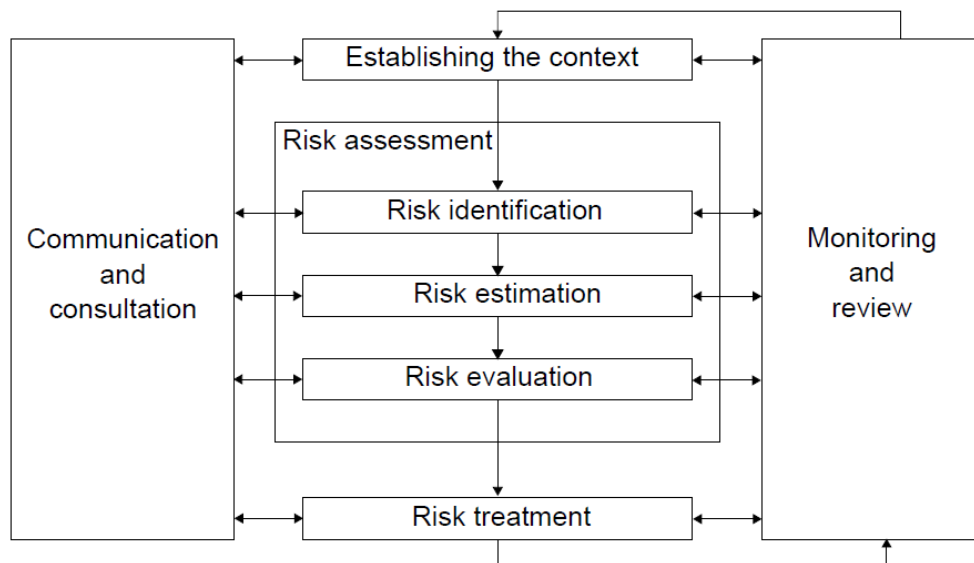 Establishing the context
Risk assessment
Risk identification
Communication
and
consultation
Monitoring
and
review
Risk estimation
Risk evaluation
Risk treatment